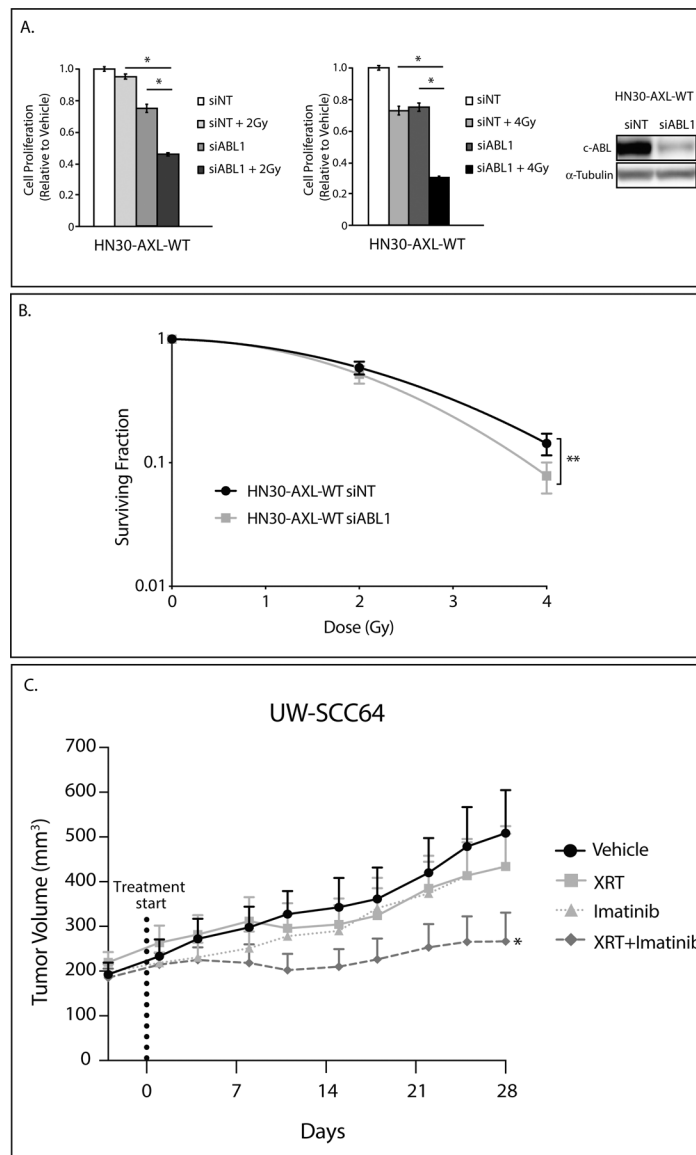 A.
Cell Proliferation
(Relative to Vehicle)
1.0
0.8
0.6
0.4
0.2
0
*
*
siNT
siNT + 2Gy
siABL1
siABL1 + 2Gy
HN30-AXL-WT
Cell Proliferation
(Relative to Vehicle)
1.0
0.8
0.6
0.4
0.2
0
*
*
siNT
siNT + 4Gy
siABL1
siABL1 + 4Gy
HN30-AXL-WT
HN30-AXL-WT
siNT siABL1
c-ABL
α-Tubulin
B.
Surviving Fraction
1
0.1
0.01
HN30-AXL-WT siNT
HN30-AXL-WT siABL1
**
0 1 2 3 4
Dose (Gy)
C.
UW-SCC64
Tumor Volume (mm³)
700
600
500
400
300
200
100
0
Treatment
start
Vehicle
XRT
Imatinib
XRT+Imatinib
*
0 7 14 21 28
Days